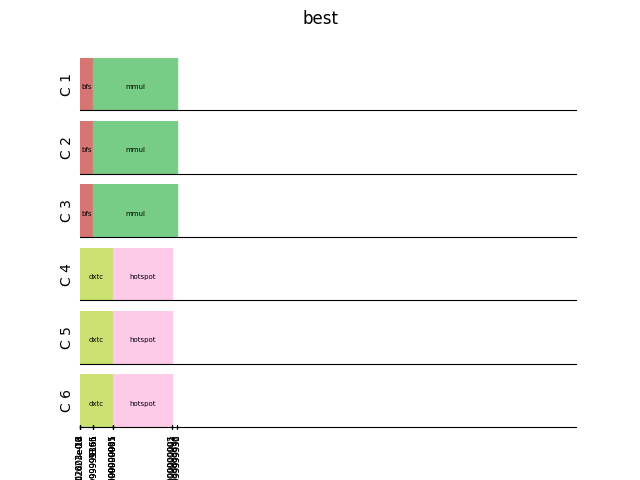 best
C 1
bfs
mmul
C 2
bfs
mmul
C 3
bfs
mmul
C 4
dxtc
hotspot
C 5
dxtc
hotspot
C 6
dxtc
hotspot